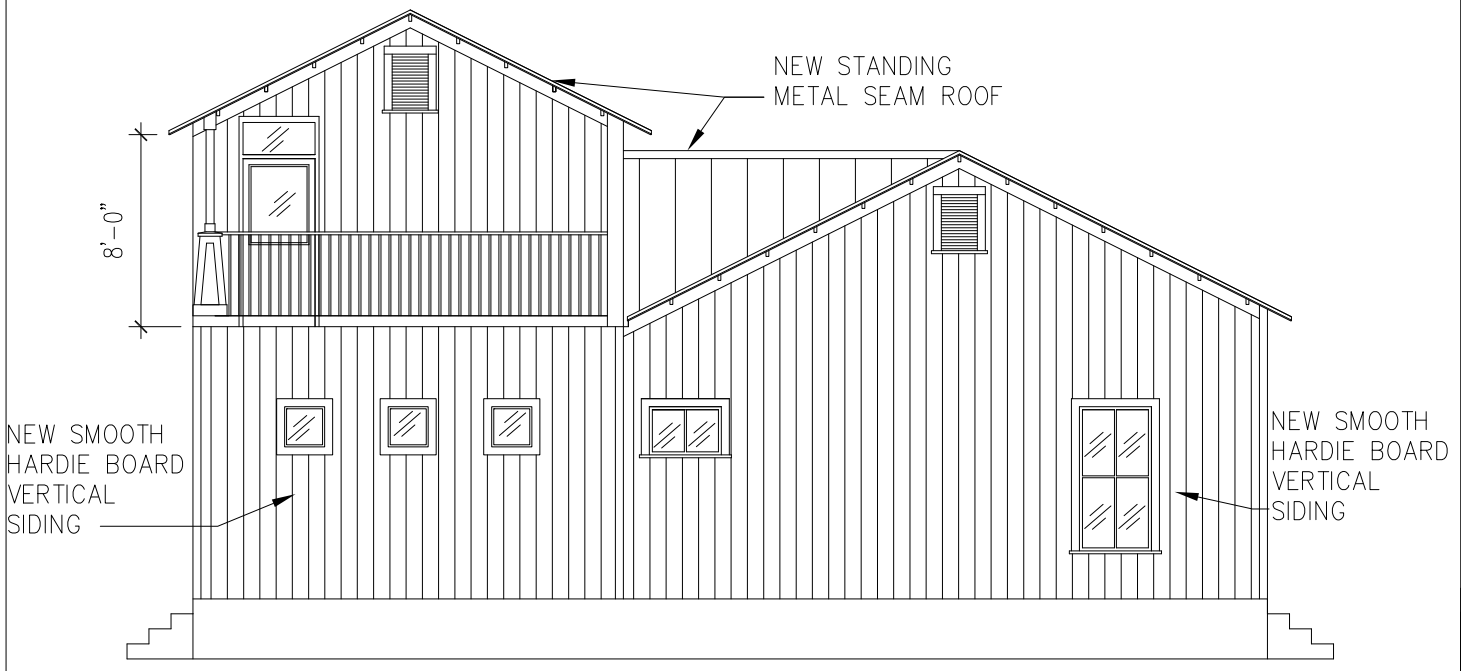 NEW STANDING
METAL SEAM ROOF
8'-0"
NEW SMOOTH
HARDIE BOARD
VERTICAL
SIDING
NEW SMOOTH
HARDIE BOARD
VERTICAL
SIDING